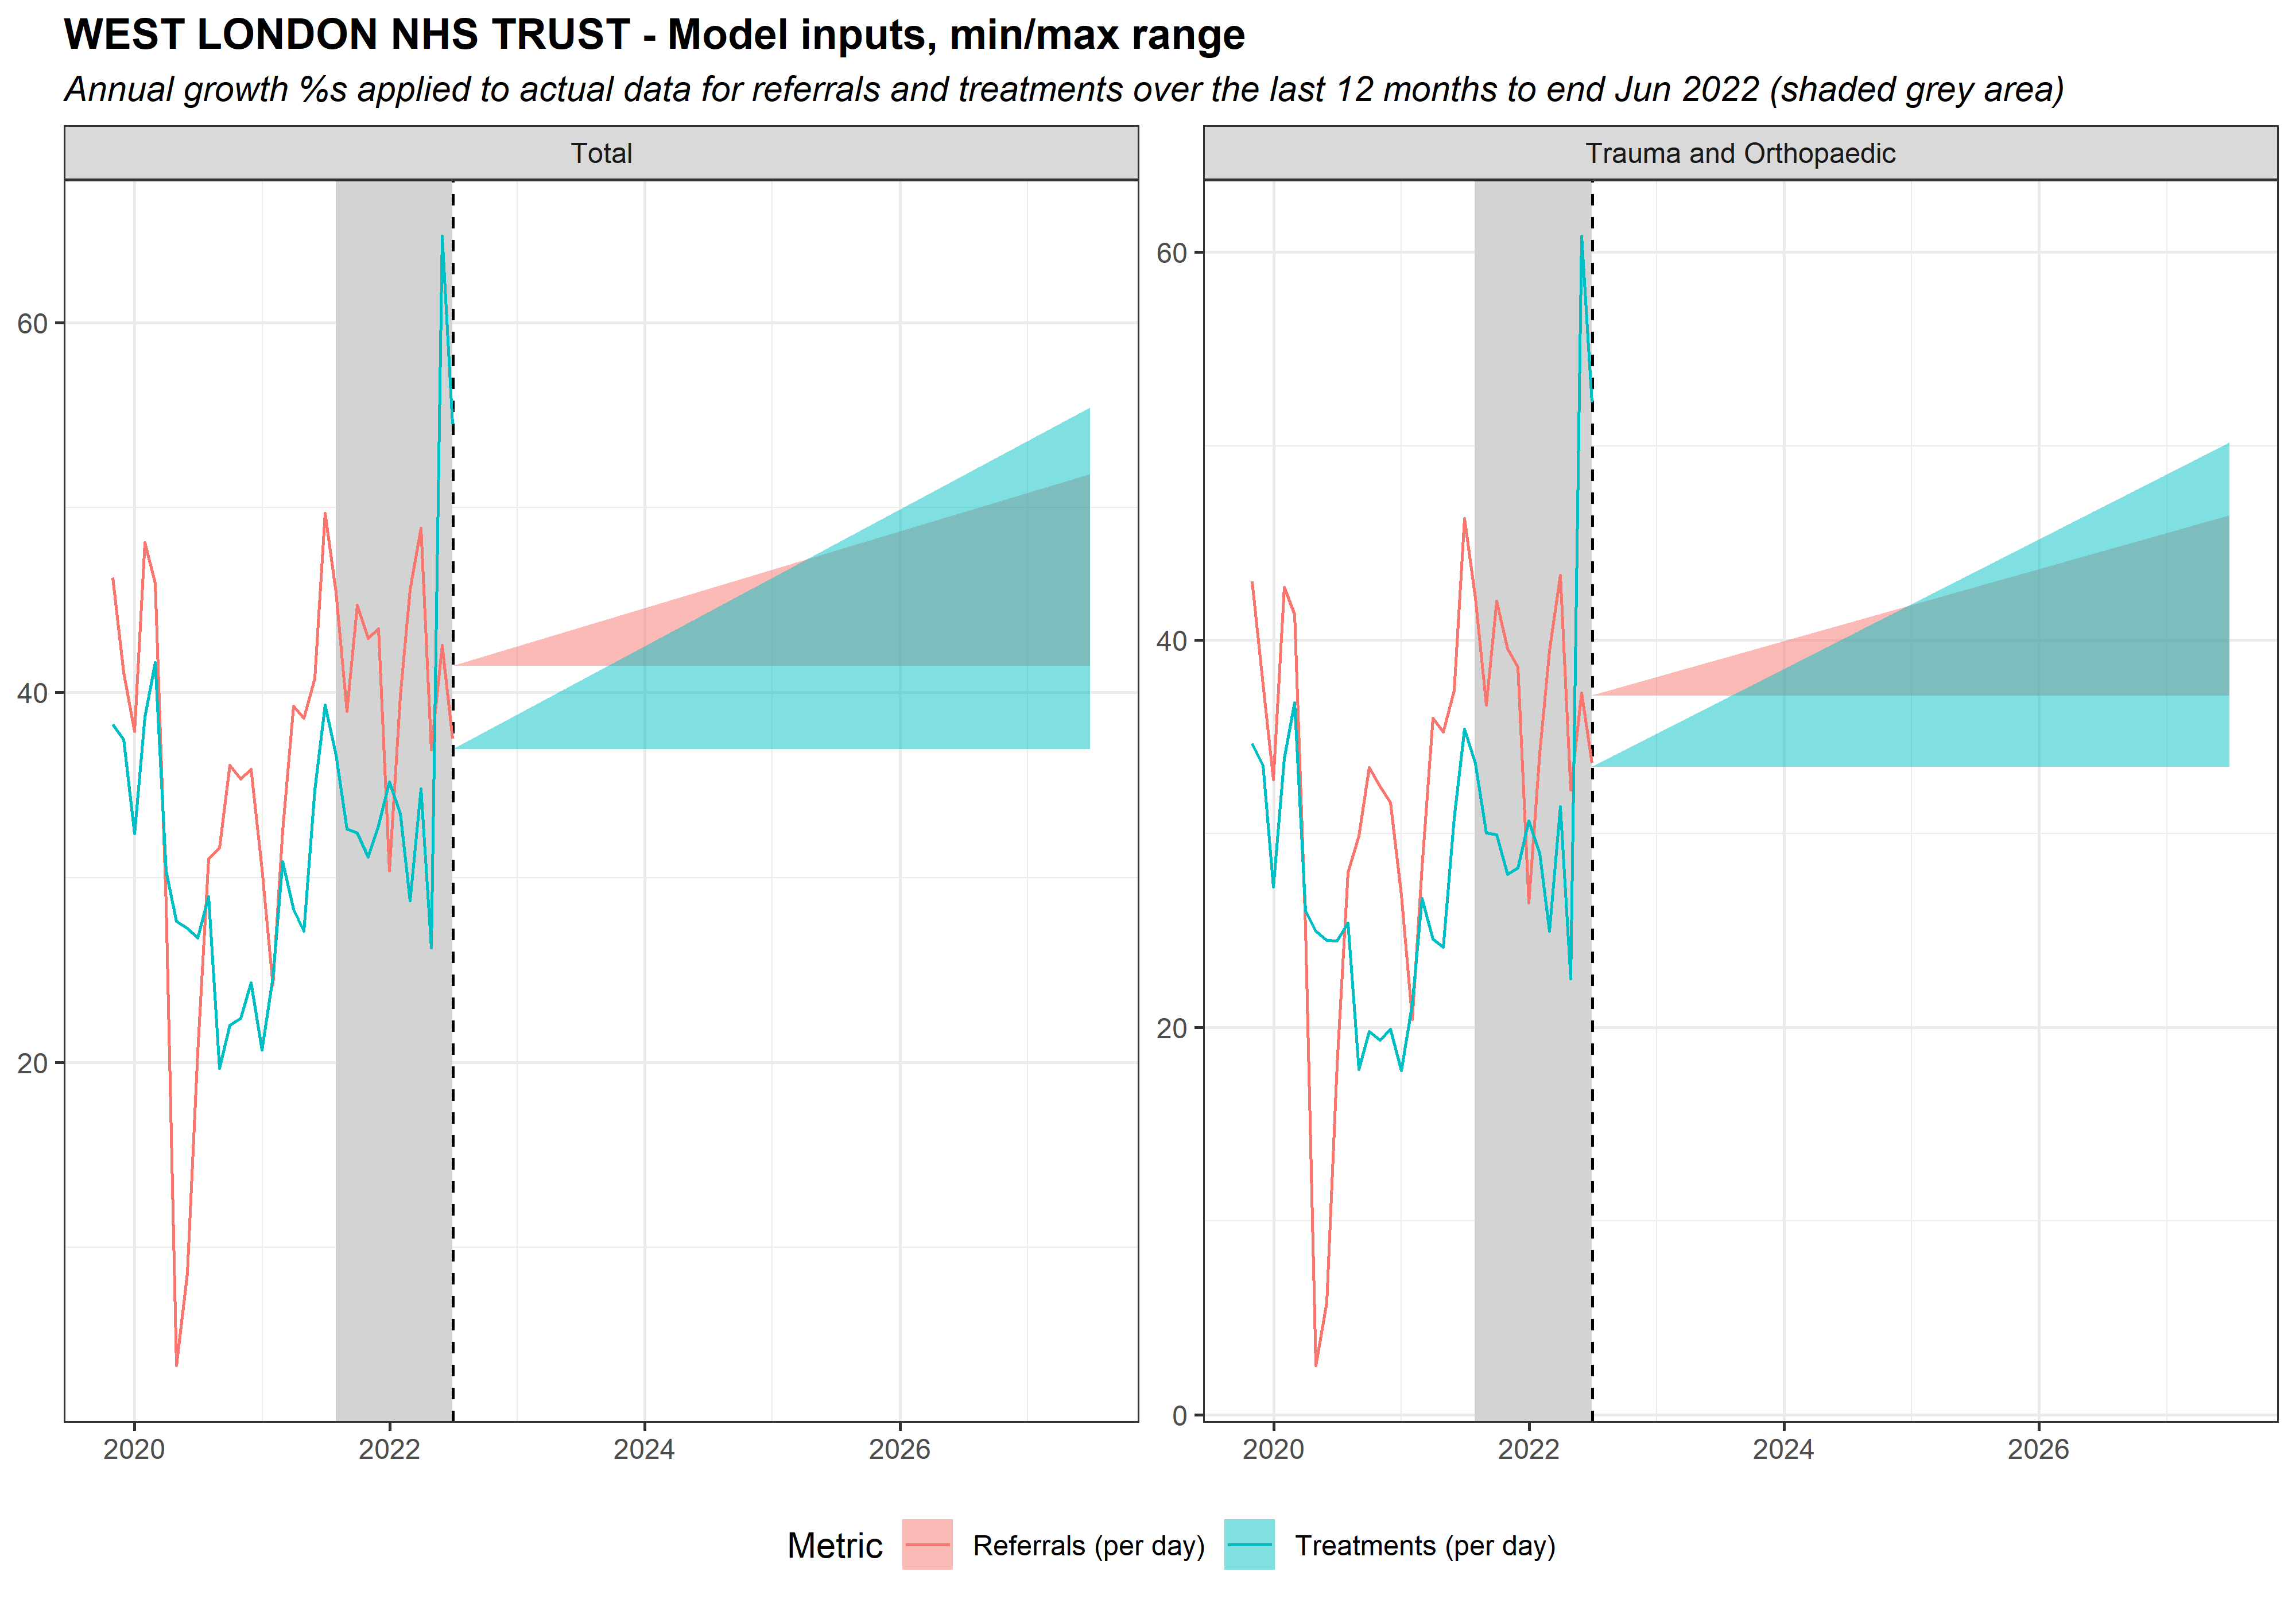 WEST LONDON NHS TRUST - Model inputs, min/max range
Annual growth %s applied to actual data for referrals and treatments over the last 12 months to end Jun 2022 (shaded grey area)
Total
60
40
20
2020 2022 2024 2026
Trauma and Orthopaedic
60
40
20
0
2020 2022 2024 2026
Metric Referrals (per day) Treatments (per day)